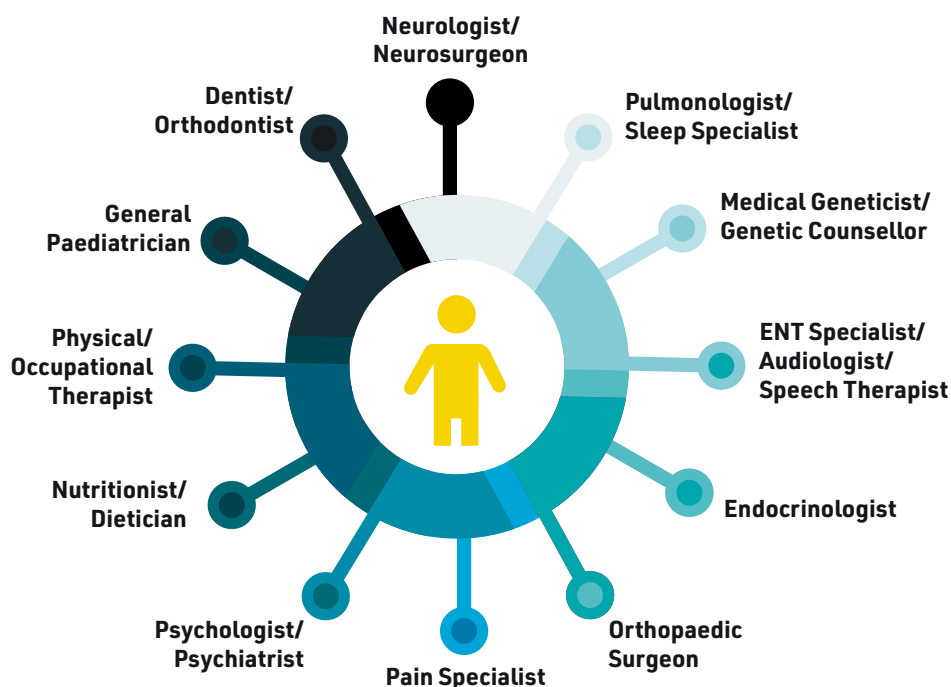 Neurologist/
Neurosurgeon
Pulmonologist/
Sleep Specialist
Medical Geneticist/
Genetic Counsellor
ENT Specialist/
Audiologist/
Speech Therapist
Endocrinologist
Orthopaedic
Surgeon
Pain Specialist
Psychologist/
Psychiatrist
Nutritionist/
Dietician
Physical/
Occupational
Therapist
General
Paediatrician
Dentist/
Orthodontist